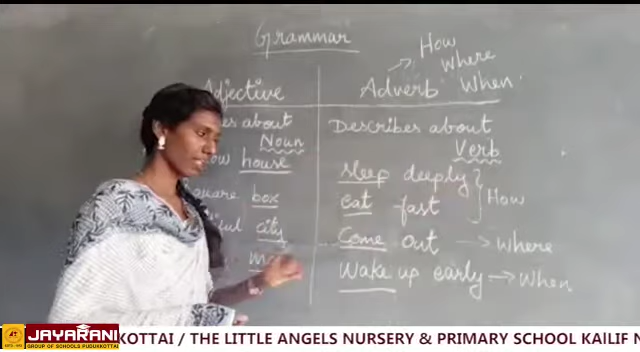 Grammar
How
Where
When
Adjective
Adverb
about
Noun
house
square box
city
Describes about
Verb
sleep deeply
eat fast
How
Come out → Where
Wake up early → When
JAYARANI
GROUP OF SCHOOLS PUDUKKOTTAI
KOTTAI / THE LITTLE ANGELS NURSERY & PRIMARY SCHOOL KAILIF